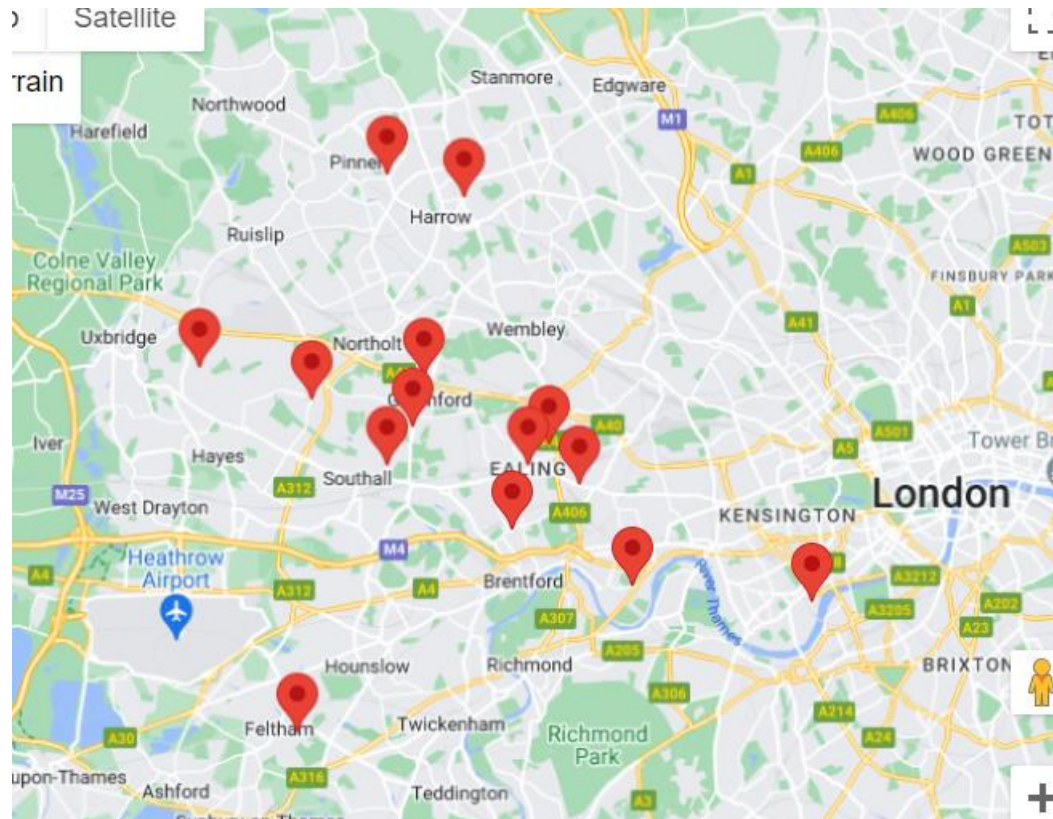 Satellite
rrain
Stanmore
Edgware
Northwood
M1
A406
Harefield
TOT
A406
WOOD GREEN
Pinner
A1
Harrow
Ruislip
A503
Colne Valley
Regional Park
FINSBURY PARK
A1
Uxbridge
Northolt
Wembley
A41
A40
A5
A501
Iver
Hayes
Tower Br
EALING
Southall
M25
A312
London
West Drayton
A406
KENSINGTON
M4
Heathrow
Airport
A4
A312
A4
Brentford
River Thames
A3212
A202
A307
A3205
A23
A205
Hounslow
Richmond
BRIXTON
A306
Feltham
Twickenham
A214
Richmond
Park
A30
A24
upon-Thames
A316
Ashford
Teddington
A3